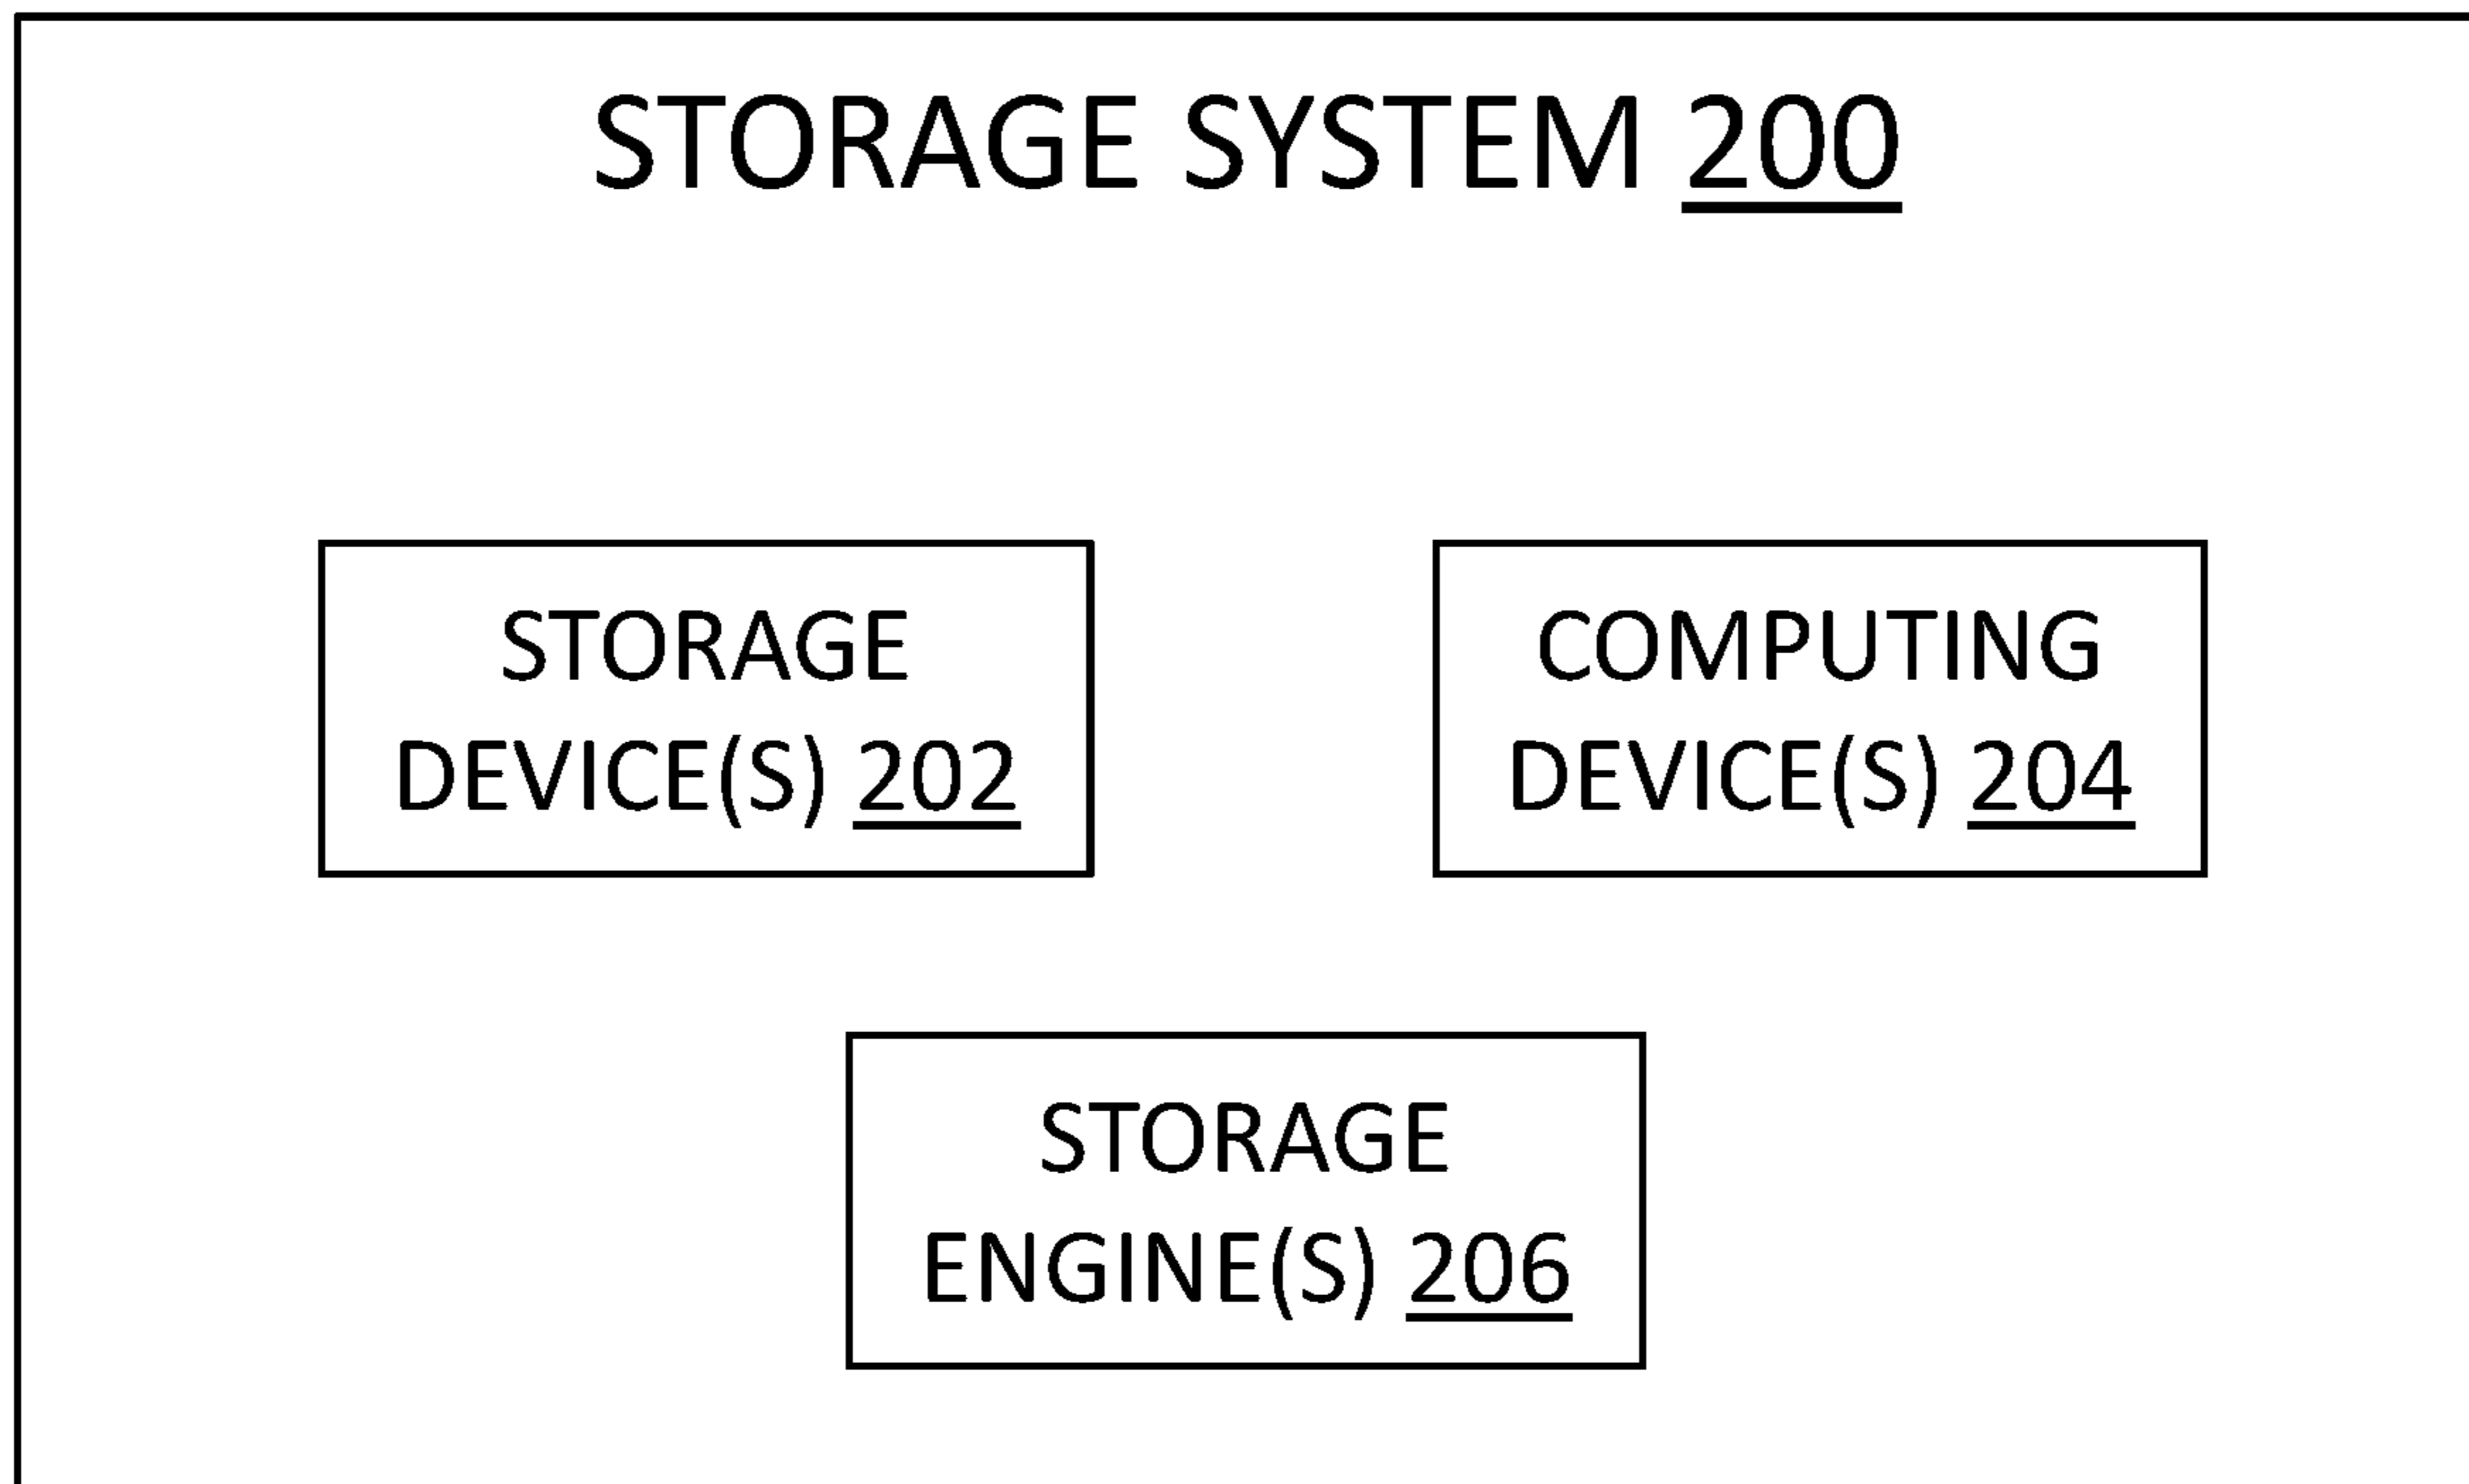 STORAGE SYSTEM 200
STORAGE
DEVICE(S) 202
COMPUTING
DEVICE(S) 204
STORAGE
ENGINE(S) 206